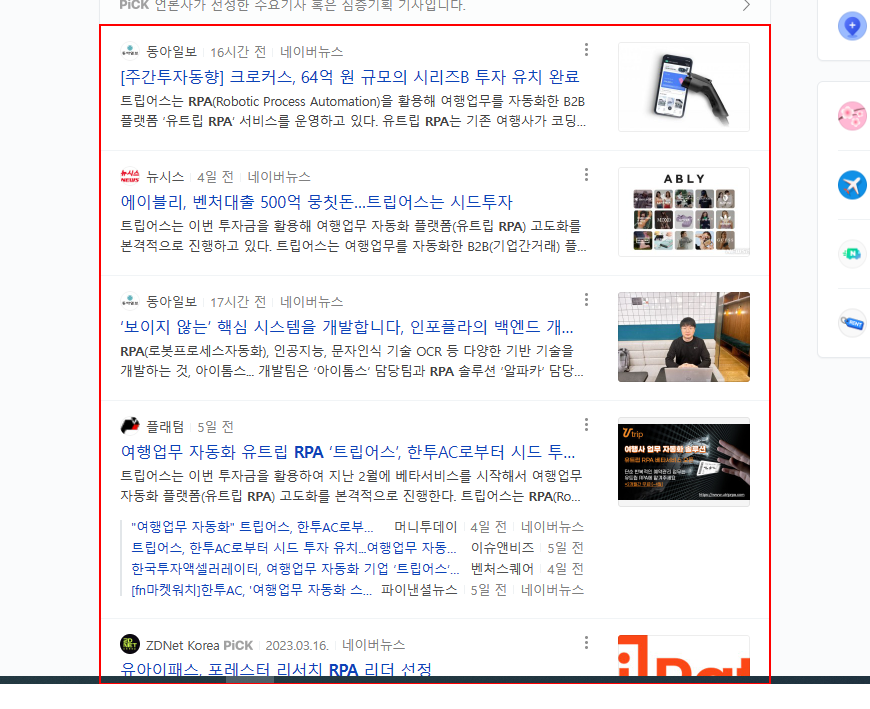 PiCK 언론사가 선정한 주요기사 혹은 심층기획 기사입니다.
동아일보 16시간 전 네이버뉴스
[주간투자동향] 크로커스, 64억 원 규모의 시리즈B 투자 유치 완료
트립어스는 RPA(Robotic Process Automation)을 활용해 여행업무를 자동화한 B2B
플랫폼 ‘유트립 RPA’ 서비스를 운영하고 있다. 유트립 RPA는 기존 여행사가 코딩...
뉴시스 4일 전 네이버뉴스
에이블리, 벤처대출 500억 뭉칫돈...트립어스는 시드투자
트립어스는 이번 투자금을 활용해 여행업무 자동화 플랫폼(유트립 RPA) 고도화를
본격적으로 진행하고 있다. 트립어스는 여행업무를 자동화한 B2B(기업간거래) 플...
ABLY
동아일보 17시간 전 네이버뉴스
‘보이지 않는’ 핵심 시스템을 개발합니다, 인포플라의 백엔드 개...
RPA(로봇프로세스자동화), 인공지능, 문자인식 기술 OCR 등 다양한 기반 기술을
개발하는 것, 아이톰스... 개발팀은 ‘아이톰스’ 담당팀과 RPA 솔루션 ‘알파카’ 담당...
플래텀 5일 전
여행업무 자동화 유트립 RPA ‘트립어스’, 한투AC로부터 시드 투...
트립어스는 이번 투자금을 활용하여 지난 2월에 베타서비스를 시작해서 여행업무
자동화 플랫폼(유트립 RPA) 고도화를 본격적으로 진행한다. 트립어스는 RPA(Ro...
Utrip
여행사 업무 자동화 솔루션
유트립 RPA 베타서비스 오픈
https://www.utriprpa.com
"여행업무 자동화" 트립어스, 한투AC로부... 머니투데이 4일 전 네이버뉴스
트립어스, 한투AC로부터 시드 투자 유치...여행업무 자동... 이슈앤비즈 5일 전
한국투자액셀러레이터, 여행업무 자동화 기업 ‘트립어스’... 벤처스퀘어 4일 전
[fn마켓워치]한투AC, '여행업무 자동화 스... 파이낸셜뉴스 5일 전 네이버뉴스
ZDNet Korea PiCK 2023.03.16. 네이버뉴스
유아이패스, 포레스터 리서치 RPA 리더 선정